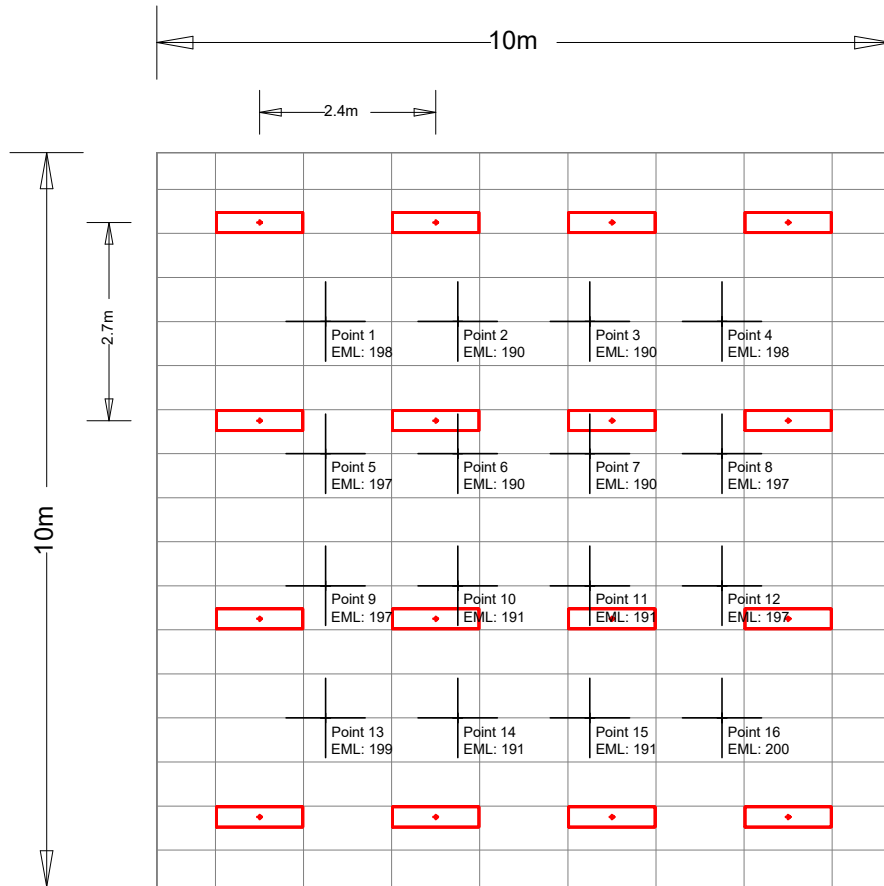 10m
2.4m
10m
2.7m
Point 1
EML: 198
Point 2
EML: 190
Point 3
EML: 190
Point 4
EML: 198
Point 5
EML: 197
Point 6
EML: 190
Point 7
EML: 190
Point 8
EML: 197
Point 9
EML: 197
Point 10
EML: 191
Point 11
EML: 191
Point 12
EML: 197
Point 13
EML: 199
Point 14
EML: 191
Point 15
EML: 191
Point 16
EML: 200